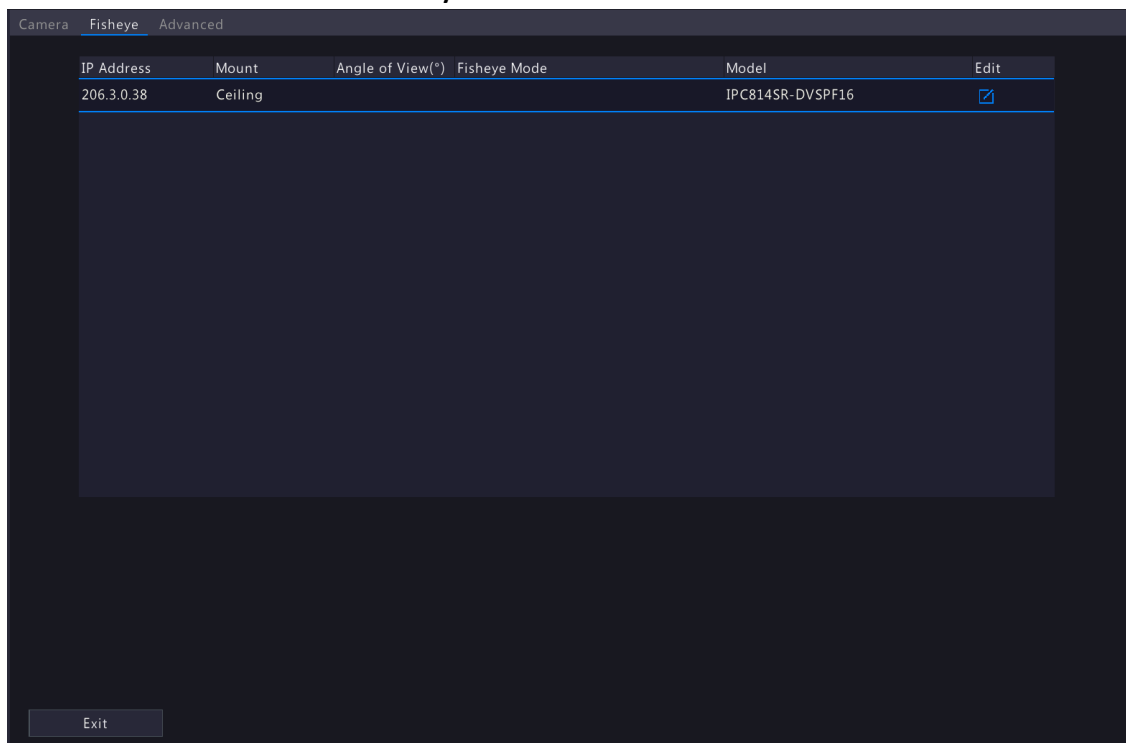 Camera Fisheye Advanced
IP Address Mount Angle of View(°) Fisheye Mode Model Edit
206.3.0.38 Ceiling IPC814SR-DVSPF16
Exit